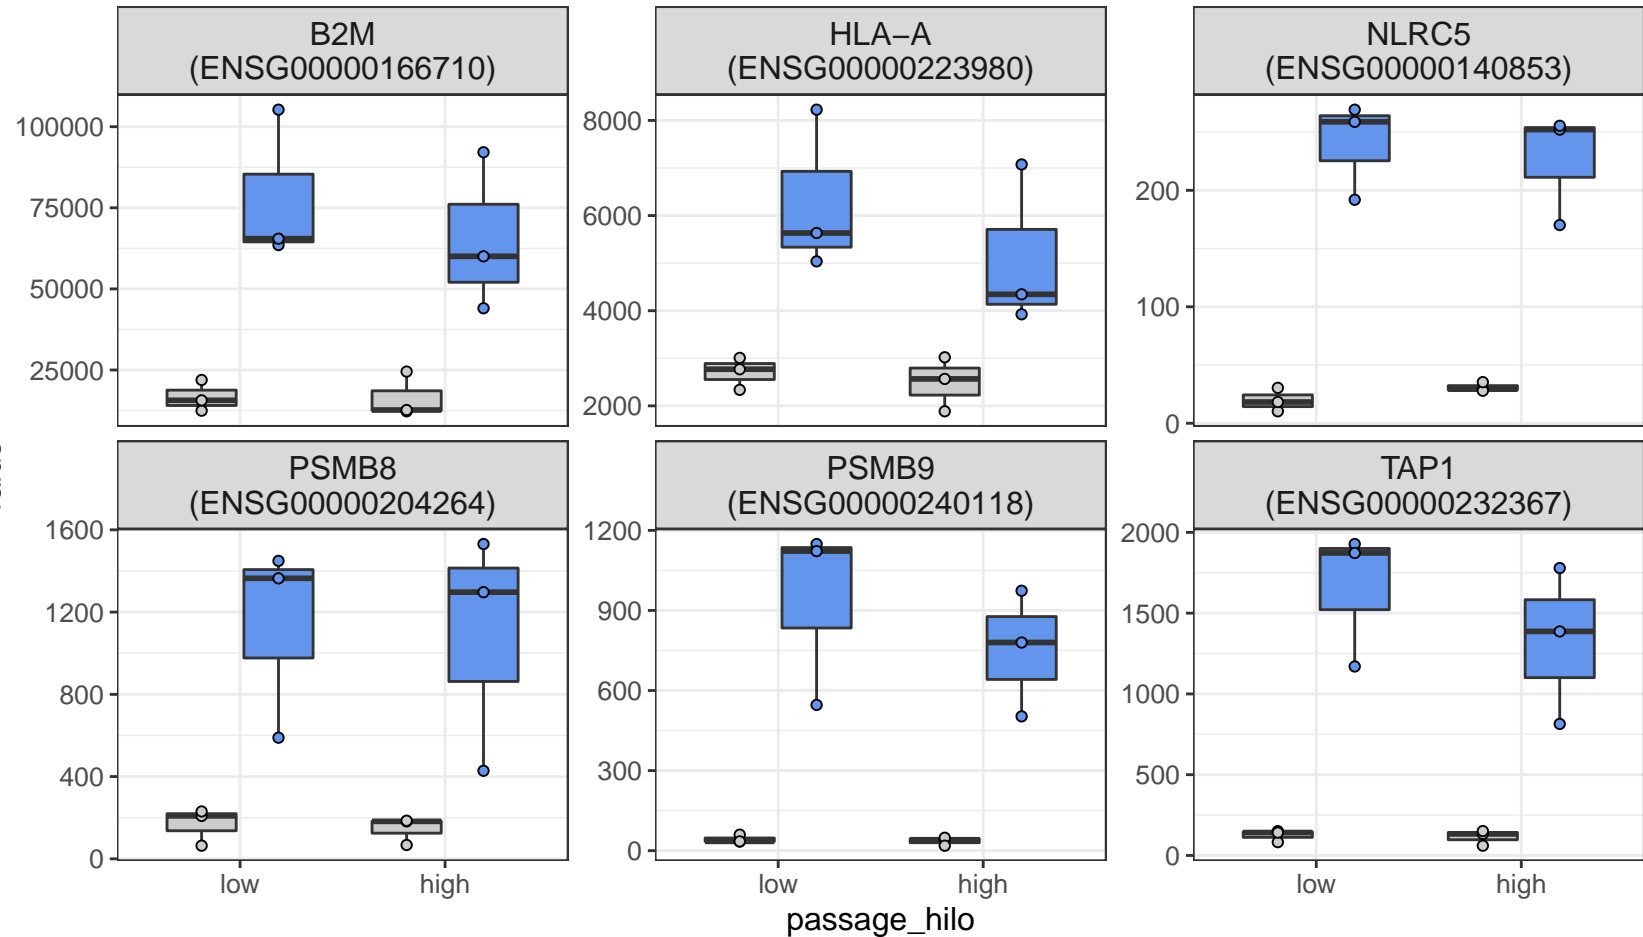 B2M
(ENSG00000166710)
HLA−A
(ENSG00000223980)
NLRC5
(ENSG00000140853)
100000
75000
50000
25000
8000
6000
4000
2000
200
100
0
PSMB8
(ENSG00000204264)
PSMB9
(ENSG00000240118)
TAP1
(ENSG00000232367)
1600
1200
800
400
0
1200
900
600
300
0
2000
1500
1000
500
0
low
high
low
high
low
high
passage_hilo